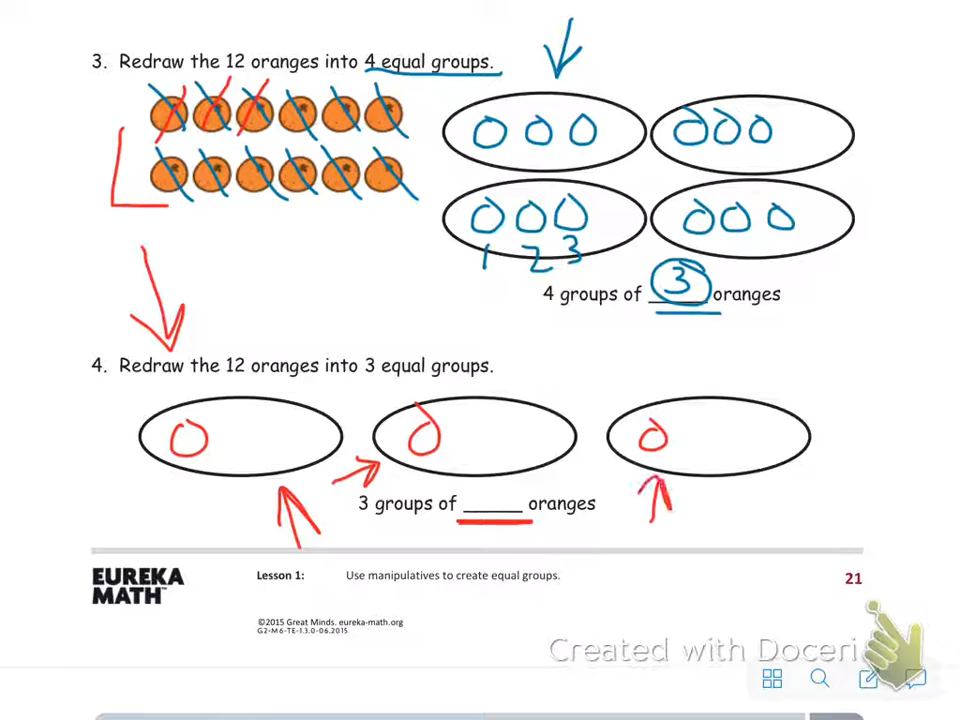 3. Redraw the 12 oranges into 4 equal groups.
1 2 3
4 groups of 3 oranges
4. Redraw the 12 oranges into 3 equal groups.
3 groups of _____ oranges
EUREKA MATH™
Lesson 1: Use manipulatives to create equal groups. 21
©2015 Great Minds. eureka-math.org
G2-M6-TE-1.3.0-06.2015
Created with Doceri